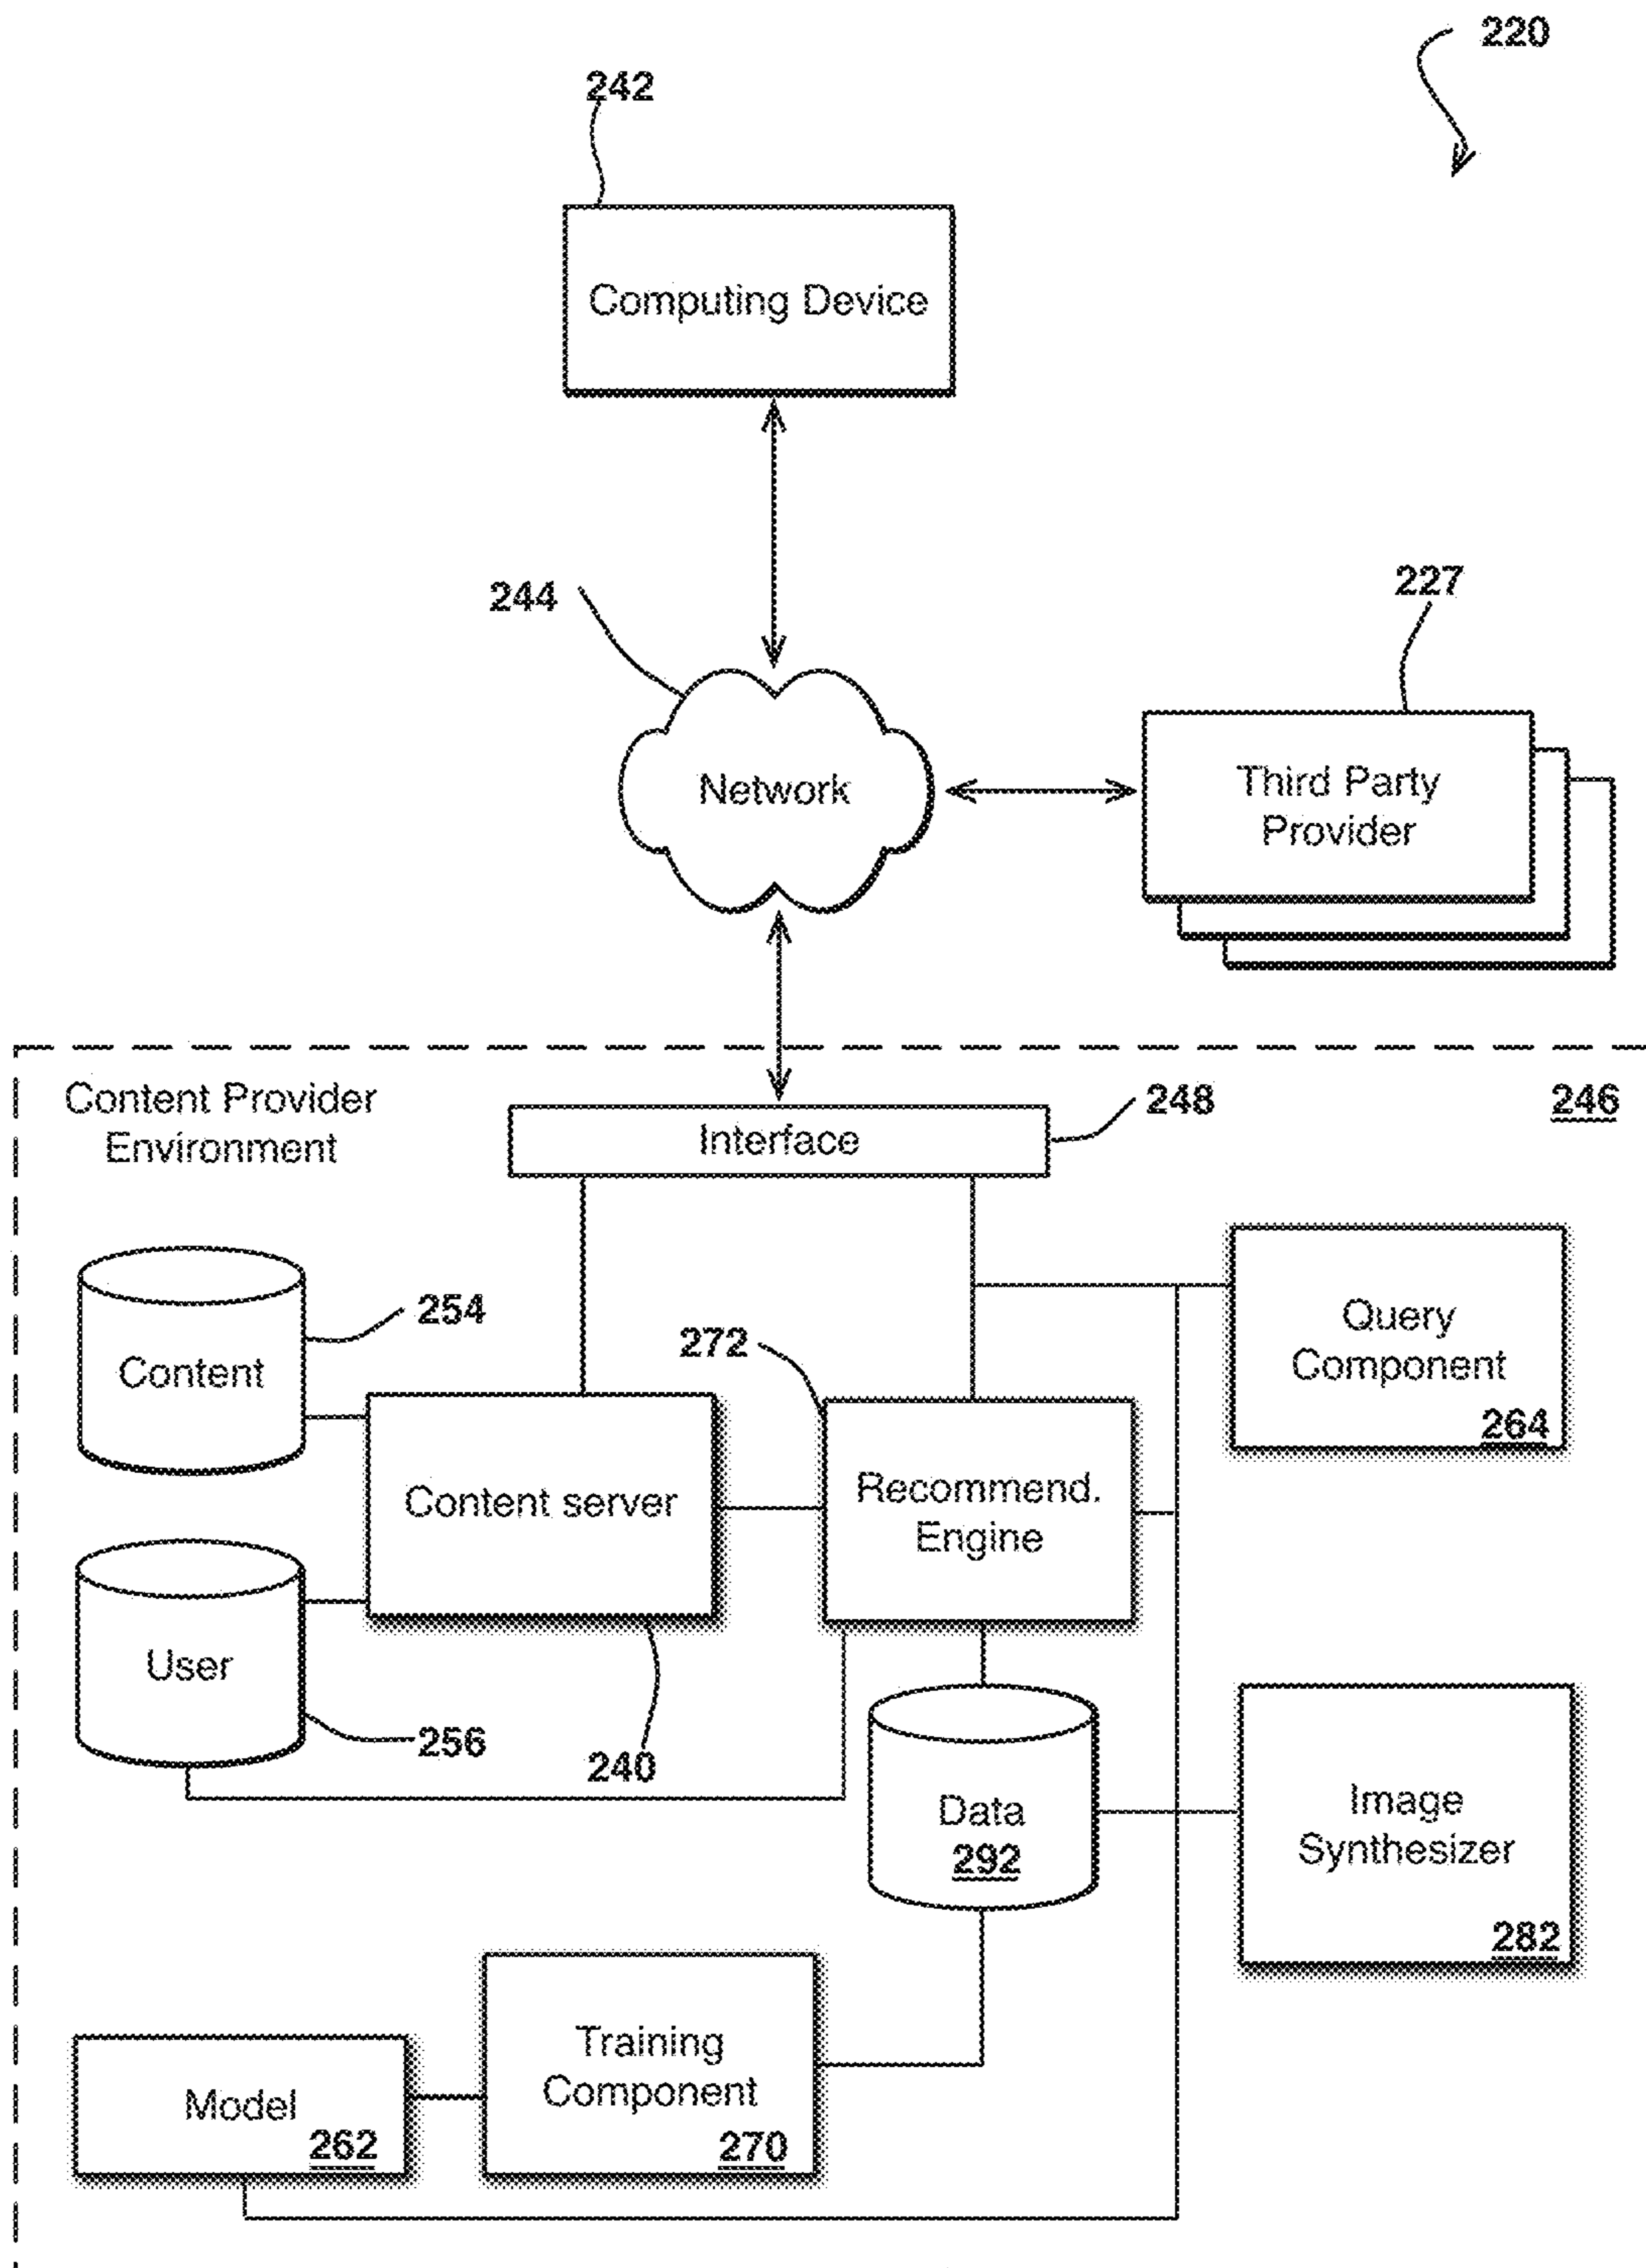 220
242
Computing Device
244
227
Network
Third Party
Provider
Content Provider
Environment
246
248
Interface
254
Content
272
Query
Component
264
Content server
Recommend.
Engine
User
256
240
Data
292
Image
Synthesizer
282
Training
Component
270
Model
262